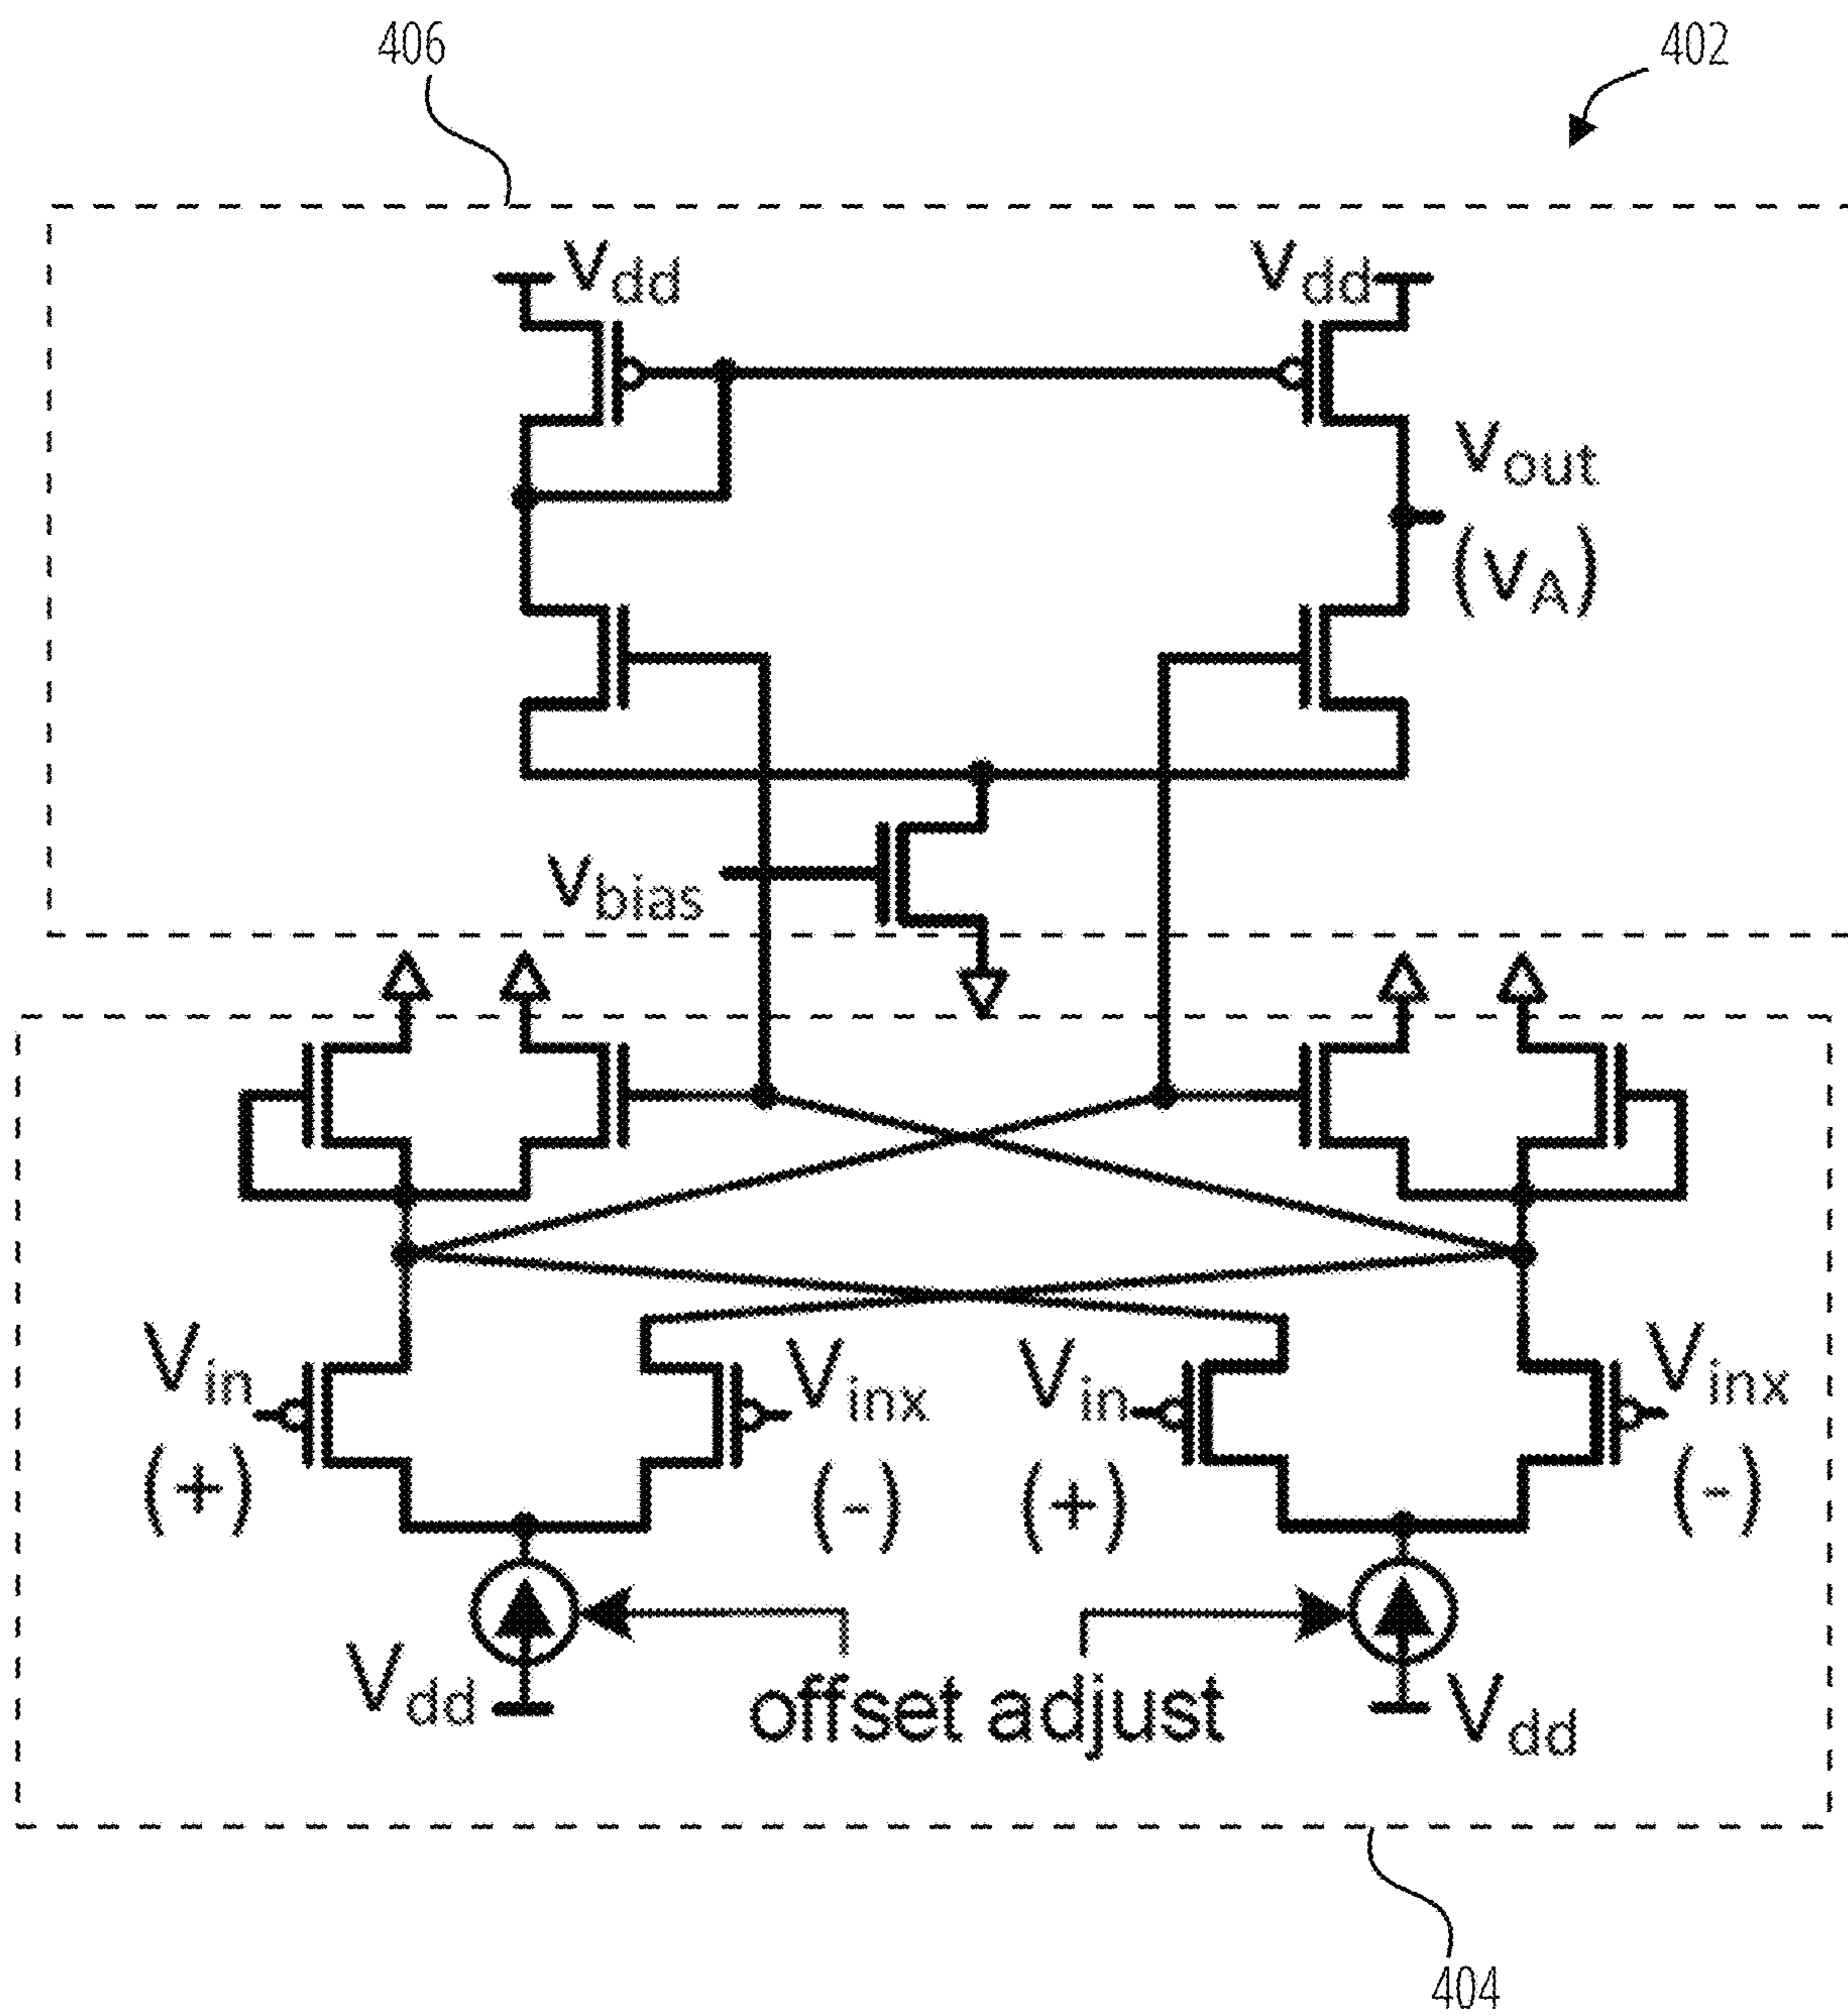 406
402
Vdd
Vdd
Vout
(VA)
Vbias
Vin
(+)
Vinx
(-)
Vin
(+)
Vinx
(-)
Vdd
offset adjust
Vdd
404